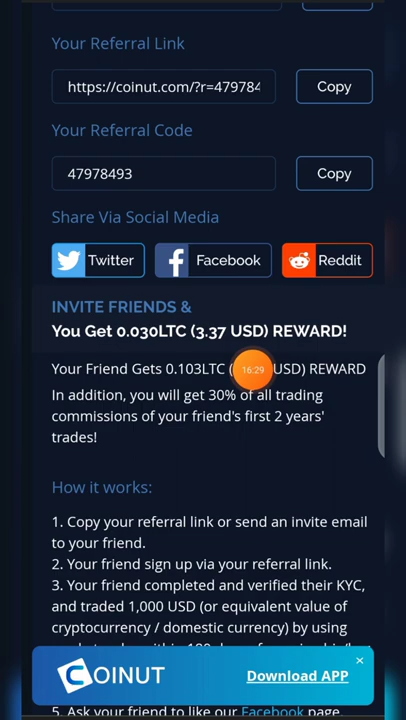 Your Referral Link
https://coinut.com/?r=479784
Copy
Your Referral Code
47978493
Copy
Share Via Social Media
Twitter
Facebook
Reddit
INVITE FRIENDS &
You Get 0.030LTC (3.37 USD) REWARD!
Your Friend Gets 0.103LTC ( USD) REWARD
16:29
In addition, you will get 30% of all trading
commissions of your friend's first 2 years'
trades!
How it works:
1. Copy your referral link or send an invite email
to your friend.
2. Your friend sign up via your referral link.
3. Your friend completed and verified their KYC,
and traded 1,000 USD (or equivalent value of
cryptocurrency / domestic currency) by using
COINUT
Download APP
×
5. Ask your friend to like our Facebook page